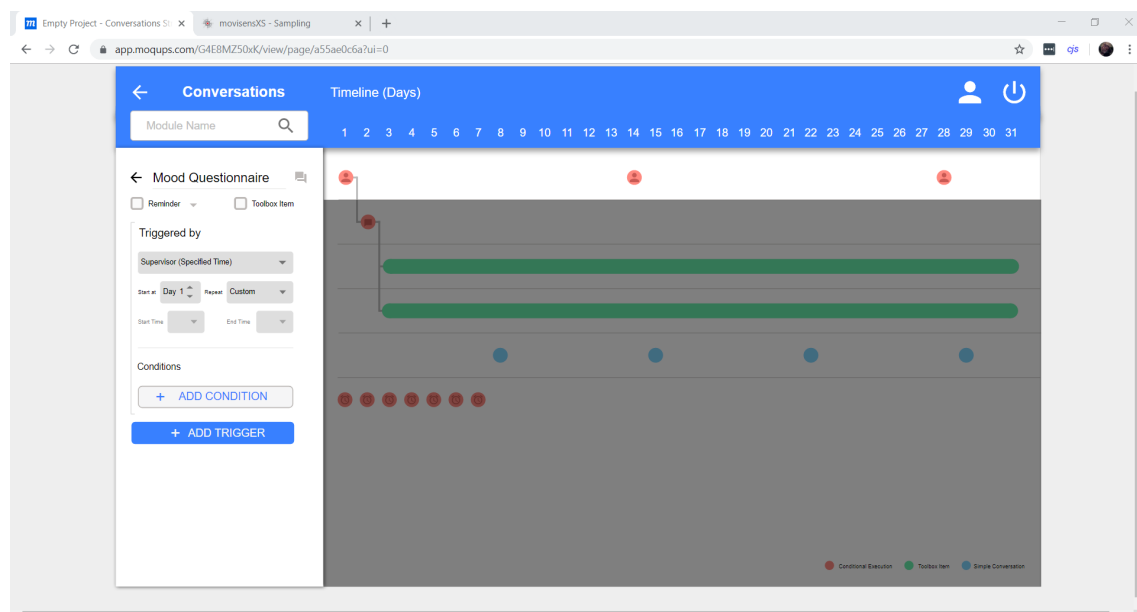 Empty Project - Conversations St
movisensXS - Sampling
app.moqups.com/G4E8MZ50xK/view/page/a55ae0c6a?ui=0
cjs
Conversations
Timeline (Days)
Module Name
1 2 3 4 5 6 7 8 9 10 11 12 13 14 15 16 17 18 19 20 21 22 23 24 25 26 27 28 29 30 31
Mood Questionnaire
Reminder
Toolbox Item
Triggered by
Supervisor (Specified Time)
Start at Day 1 Repeat Custom
Start Time End Time
Conditions
+ ADD CONDITION
+ ADD TRIGGER
Conditional Execution Toolbox Item Simple Conversation